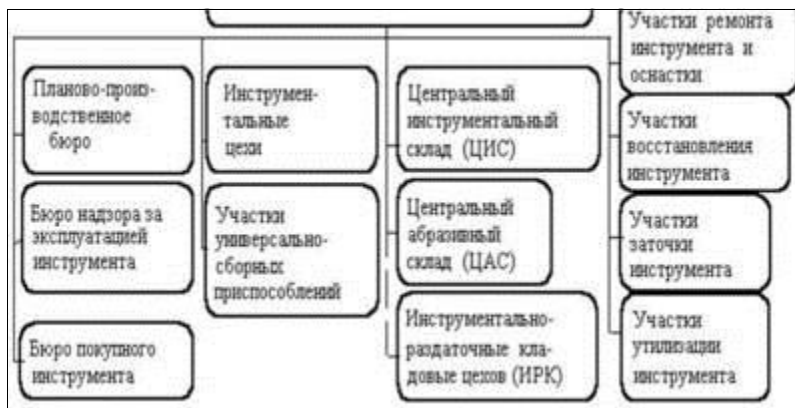 Планово-произ-
водственное
бюро
Бюро надзора за
эксплуатацией
инструмента
Бюро покупного
инструмента
Инструмен-
тальные
цехи
Участки
универсально-
сборных
приспособлений
Центральный
инструментальный
склад (ЦИС)
Центральный
абразивный
склад (ЦАС)
Инструментально-
раздаточные кла-
довые цехов (ИРК)
Участки ремонта
инструмента и
оснастки
Участки
восстановления
инструмента
Участки
заточки
инструмента
Участки
утилизации
инструмента